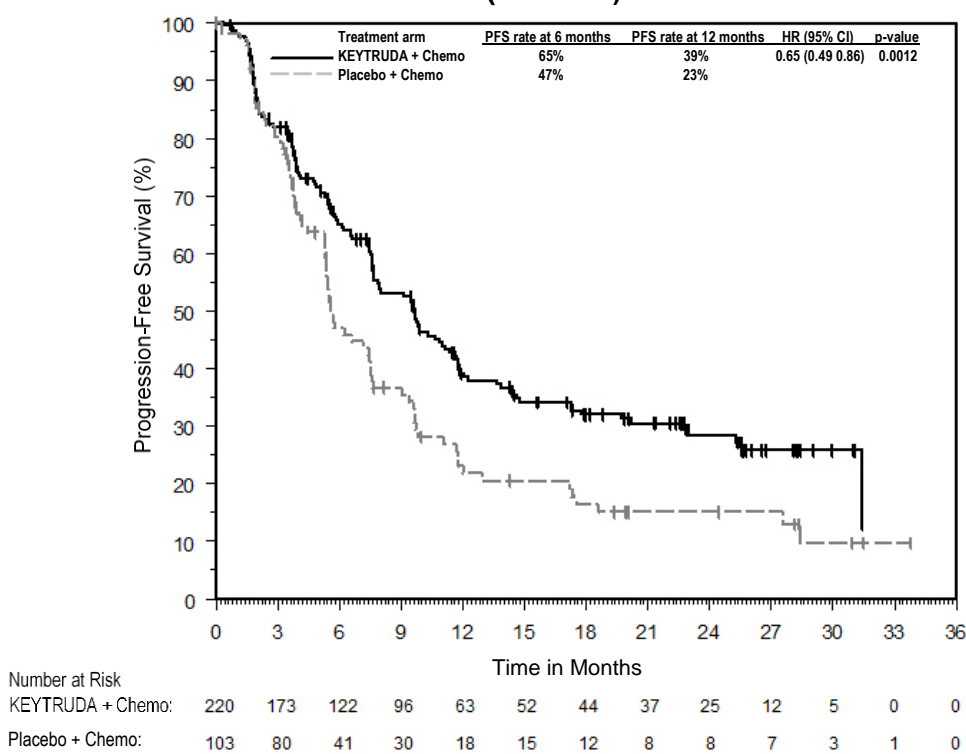 Treatment arm PFS rate at 6 months PFS rate at 12 months HR (95% CI) p-value
KEYTRUDA + Chemo 65% 39% 0.65 (0.49 0.86) 0.0012
Placebo + Chemo 47% 23%
Progression-Free Survival (%)
100
90
80
70
60
50
40
30
20
10
0
0 3 6 9 12 15 18 21 24 27 30 33 36
Time in Months
Number at Risk
KEYTRUDA + Chemo: 220 173 122 96 63 52 44 37 25 12 5 0 0
Placebo + Chemo: 103 80 41 30 18 15 12 8 8 7 3 1 0